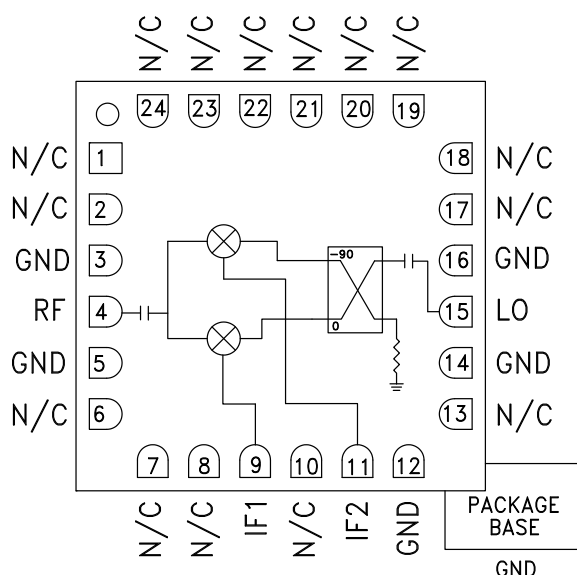 N/C N/C N/C N/C N/C N/C
24 23 22 21 20 19
N/C 1 18 N/C
N/C 2 17 N/C
GND 3 16 GND
RF 4 15 LO
GND 5 14 GND
N/C 6 13 N/C
-90
0
7 8 9 10 11 12
N/C N/C IF1 N/C IF2 GND
PACKAGE
BASE
GND